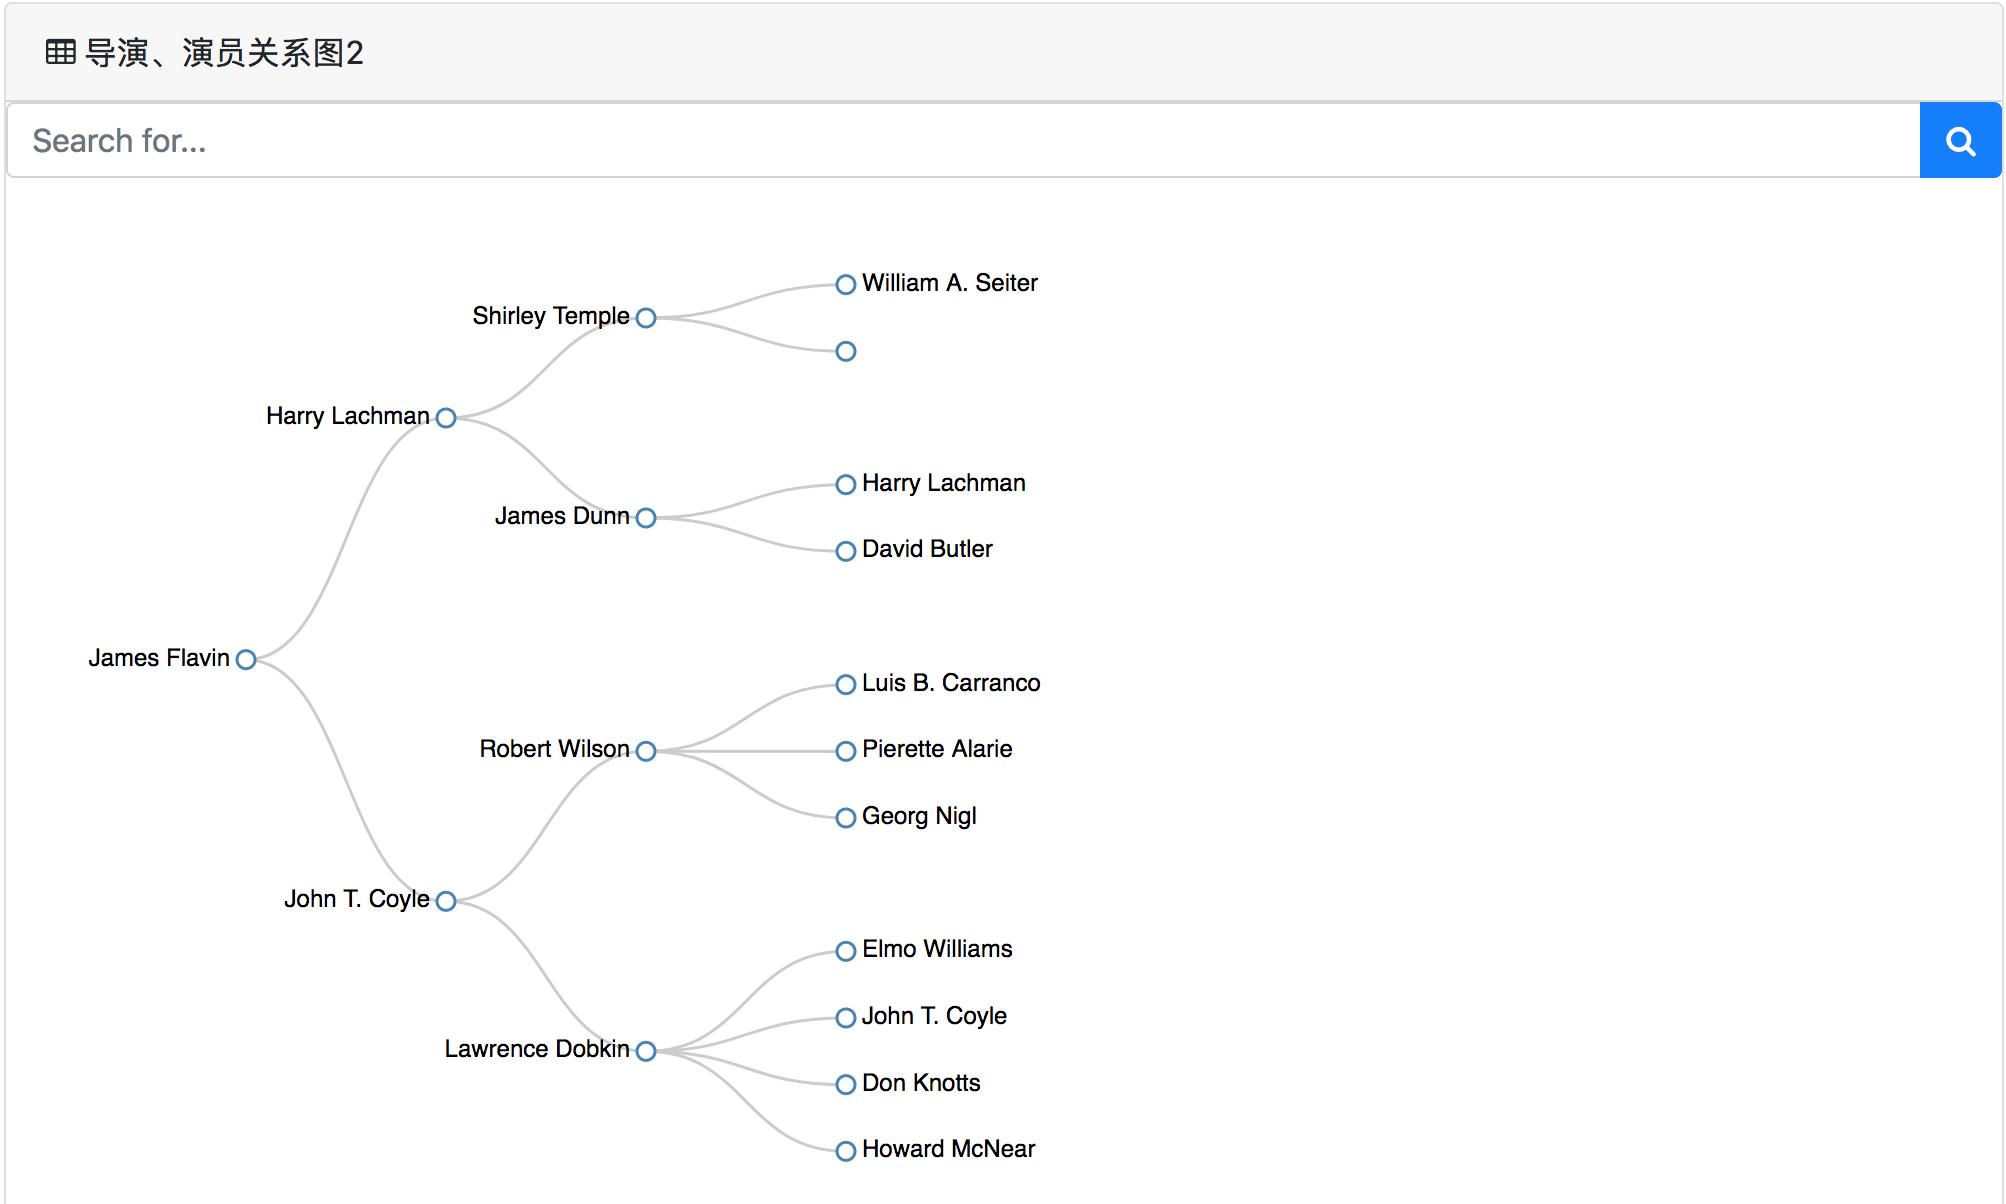 导演、演员关系图2
Search for...
William A. Seiter
Shirley Temple
Harry Lachman
Harry Lachman
James Dunn
David Butler
James Flavin
Luis B. Carranco
Robert Wilson
Pierette Alarie
Georg Nigl
John T. Coyle
Elmo Williams
John T. Coyle
Lawrence Dobkin
Don Knotts
Howard McNear